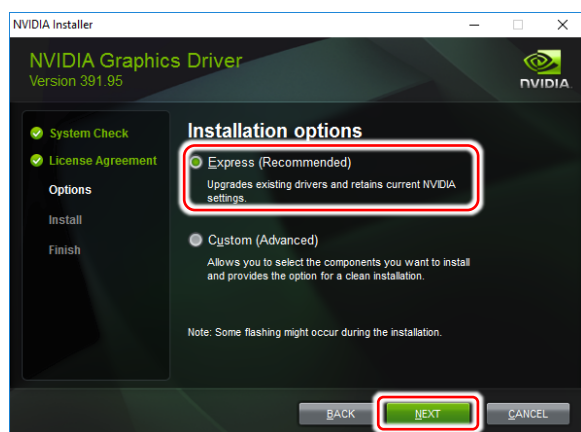 NVIDIA Installer
NVIDIA Graphics Driver
Version 391.95
NVIDIA.
System Check
License Agreement
Options
Install
Finish
Installation options
Express (Recommended)
Upgrades existing drivers and retains current NVIDIA
settings.
Custom (Advanced)
Allows you to select the components you want to install
and provides the option for a clean installation.
Note: Some flashing might occur during the installation.
BACK
NEXT
CANCEL